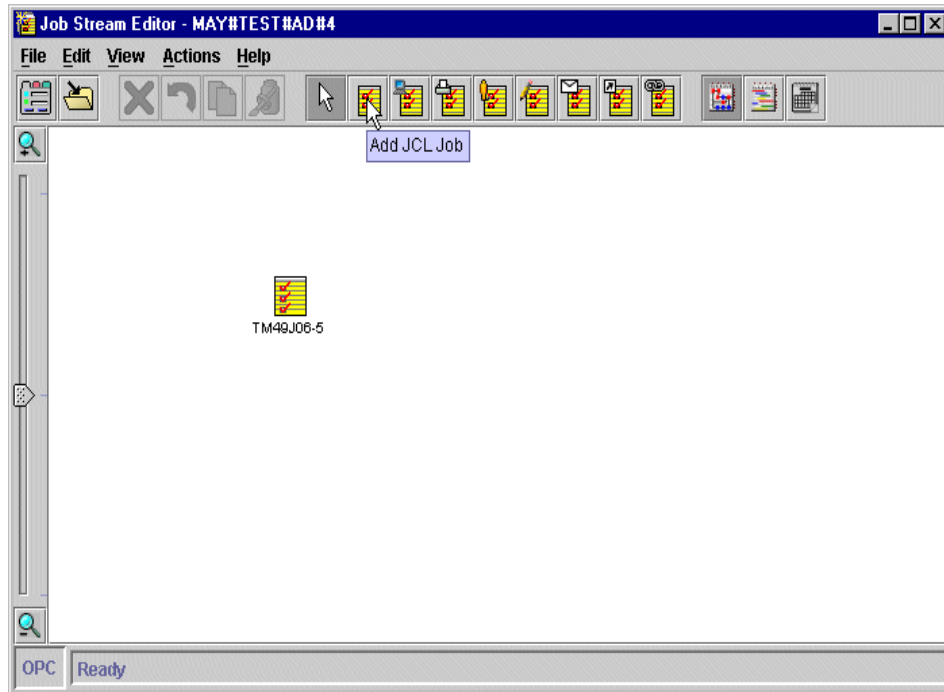 Job Stream Editor - MAY#TEST#AD#4
File Edit View Actions Help
Add JCL Job
TM49J06-5
OPC Ready